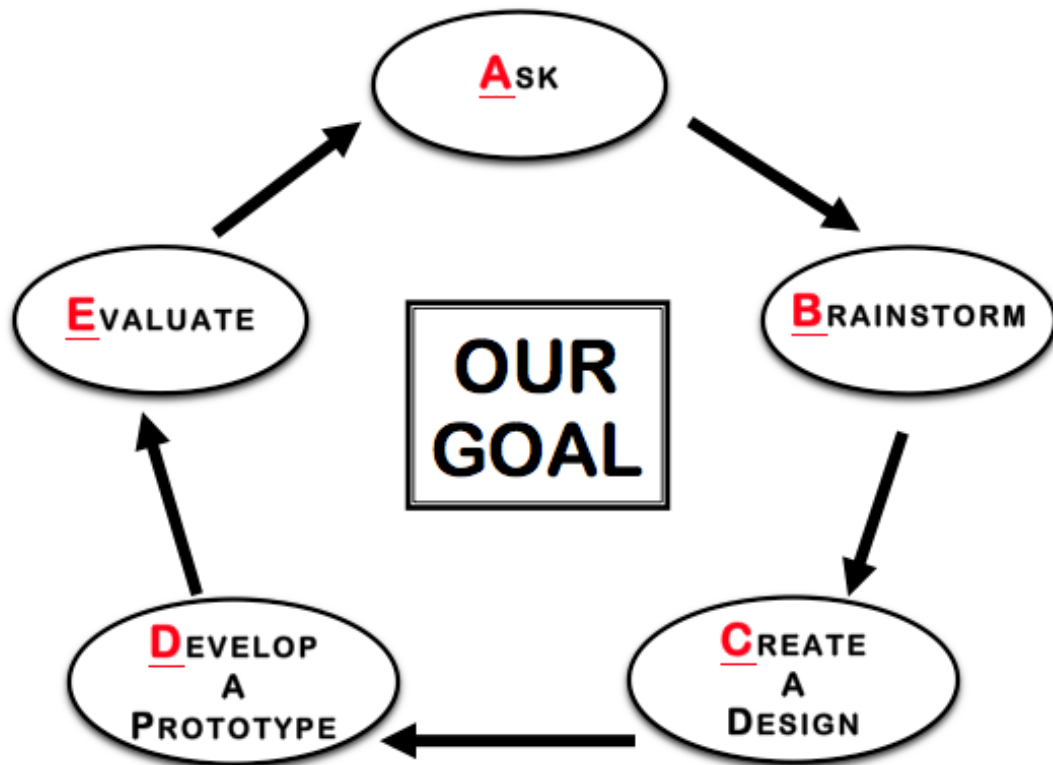 ASK
BRAINSTORM
CREATE
A
DESIGN
DEVELOP
A
PROTOTYPE
EVALUATE
OUR
GOAL